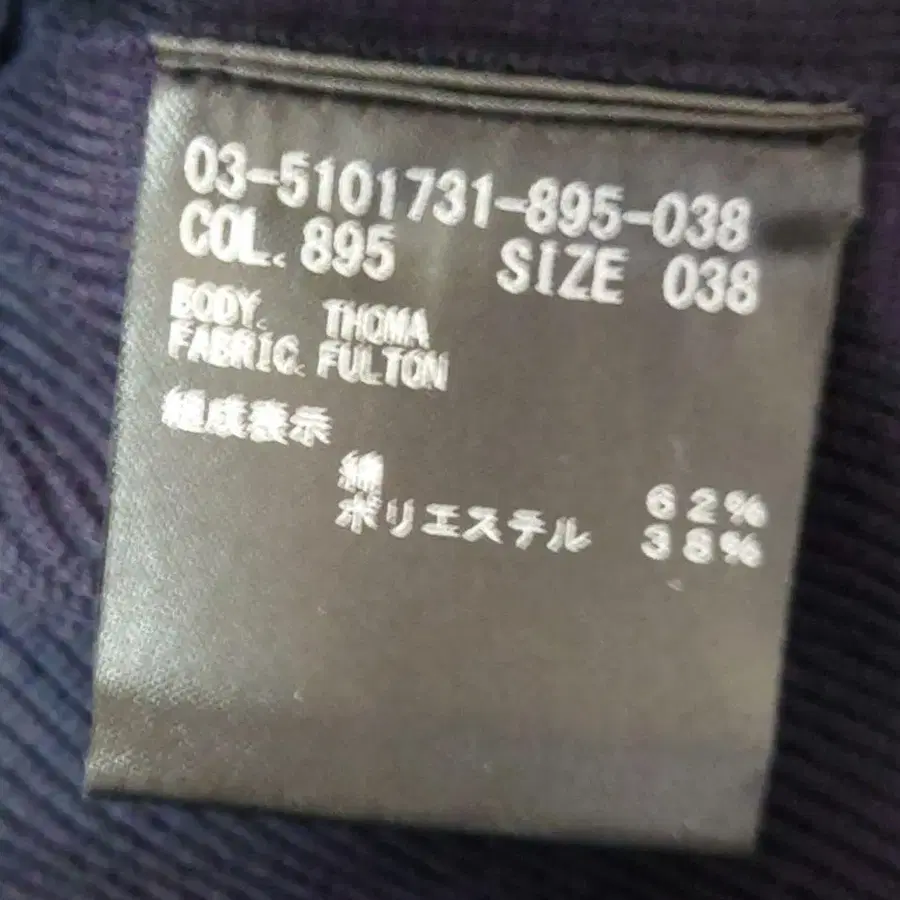 03-5101731-895-038
COL. 895 SIZE 038
BODY. THOMA
FABRIC. FULTON
組成表示
綿 62%
ポリエステル 38%